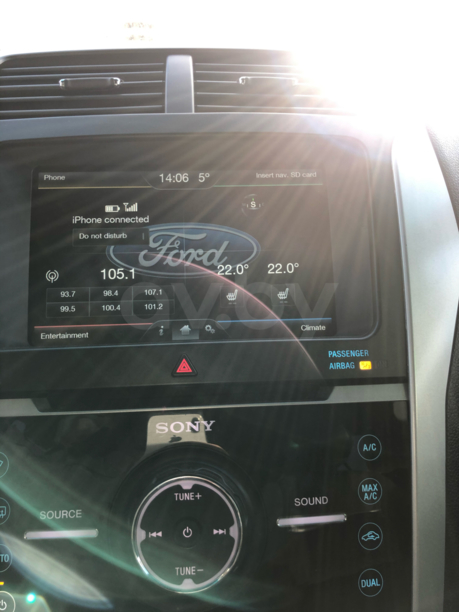 Phone 14:06 5° Insert nav. SD card
S
iPhone connected
Do not disturb
Ford
105.1 22.0° 22.0°
93.7 98.4 107.1
99.5 100.4 101.2
av.by
Entertainment i Climate
PASSENGER
AIRBAG
SONY
A/C
TUNE+
MAX
A/C
SOURCE SOUND
TUNE−
DUAL